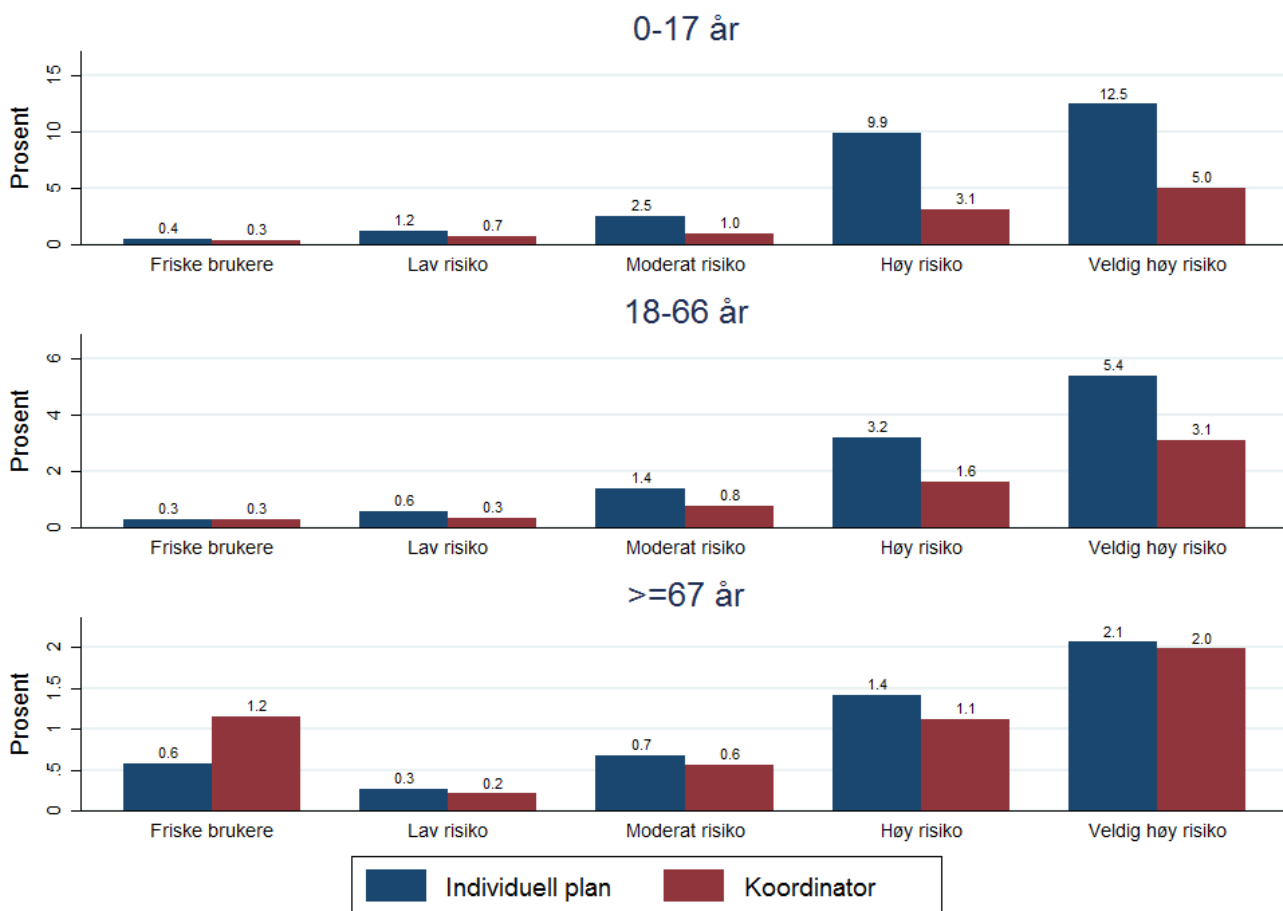 0-17 år
Prosent
15
10
5
0
0.4 0.3 1.2 0.7 2.5 1.0 9.9 3.1 12.5 5.0
Friske brukere Lav risiko Moderat risiko Høy risiko Veldig høy risiko
18-66 år
Prosent
6
4
2
0
0.3 0.3 0.6 0.3 1.4 0.8 3.2 1.6 5.4 3.1
Friske brukere Lav risiko Moderat risiko Høy risiko Veldig høy risiko
>=67 år
Prosent
2
1.5
1
.5
0
0.6 1.2 0.3 0.2 0.7 0.6 1.4 1.1 2.1 2.0
Friske brukere Lav risiko Moderat risiko Høy risiko Veldig høy risiko
Individuell plan Koordinator